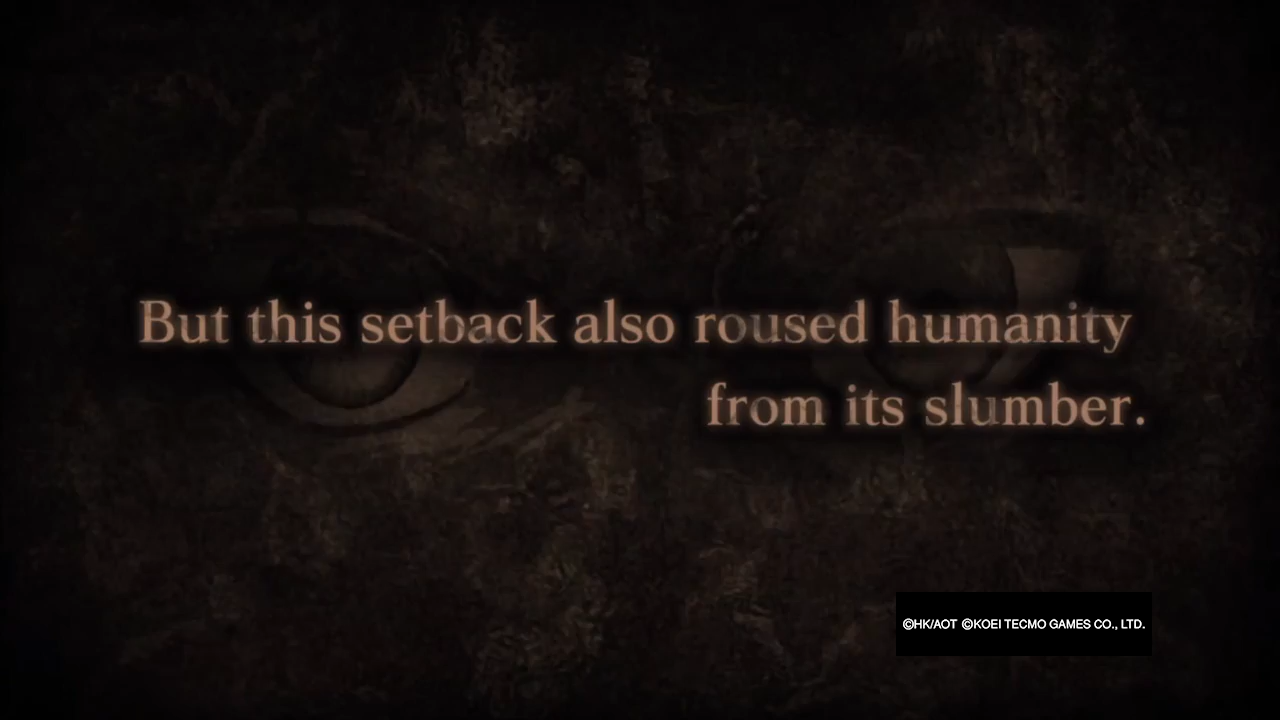 But this setback also roused humanity
from its slumber.
©HK/AOT ©KOEI TECMO GAMES CO., LTD.